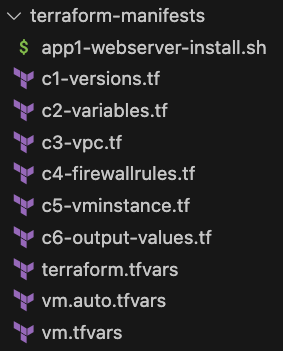 terraform-manifests
$ app1-webserver-install.sh
c1-versions.tf
c2-variables.tf
c3-vpc.tf
c4-firewallrules.tf
c5-vminstance.tf
c6-output-values.tf
terraform.tfvars
vm.auto.tfvars
vm.tfvars